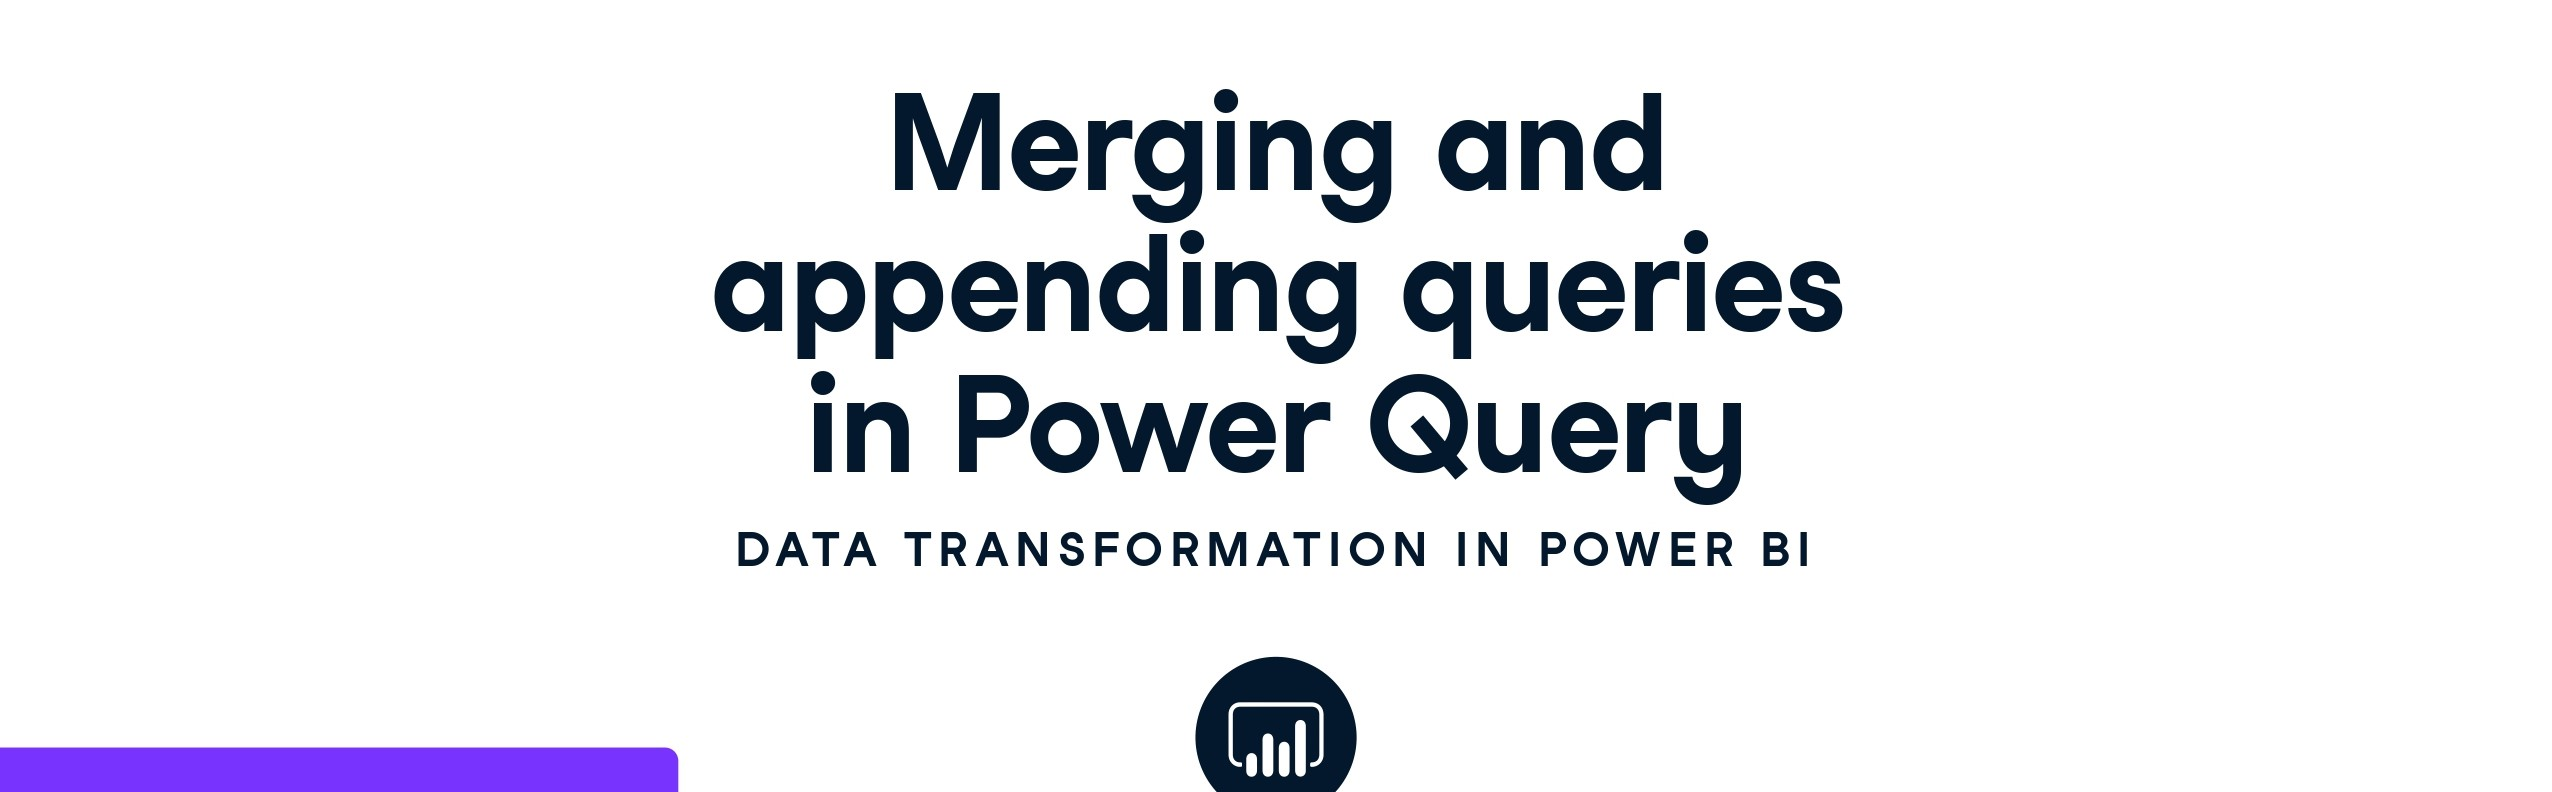 Merging and
appending queries
in Power Query
DATA TRANSFORMATION IN POWER BI